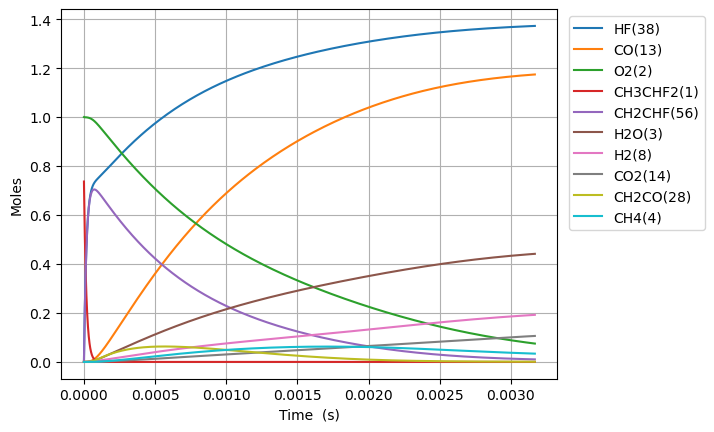 1.4
1.2
1.0
0.8
0.6
0.4
0.2
0.0
Moles
0.0000 0.0005 0.0010 0.0015 0.0020 0.0025 0.0030
Time (s)
HF(38)
CO(13)
O2(2)
CH3CHF2(1)
CH2CHF(56)
H2O(3)
H2(8)
CO2(14)
CH2CO(28)
CH4(4)